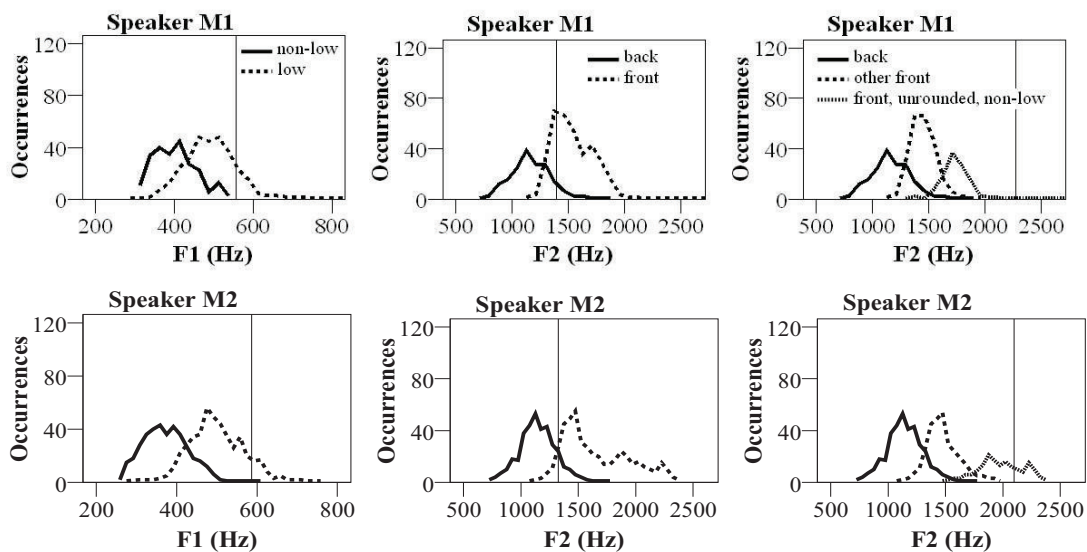 Speaker M1
Occurrences
120
80
40
0
200 400 600 800
F1 (Hz)
non-low
low
Speaker M1
Occurrences
120
80
40
0
500 1000 1500 2000 2500
F2 (Hz)
back
front
Speaker M1
Occurrences
120
80
40
0
500 1000 1500 2000 2500
F2 (Hz)
back
other front
front, unrounded, non-low
Speaker M2
Occurrences
120
80
40
0
200 400 600 800
F1 (Hz)
Speaker M2
Occurrences
120
80
40
0
500 1000 1500 2000 2500
F2 (Hz)
Speaker M2
Occurrences
120
80
40
0
500 1000 1500 2000 2500
F2 (Hz)